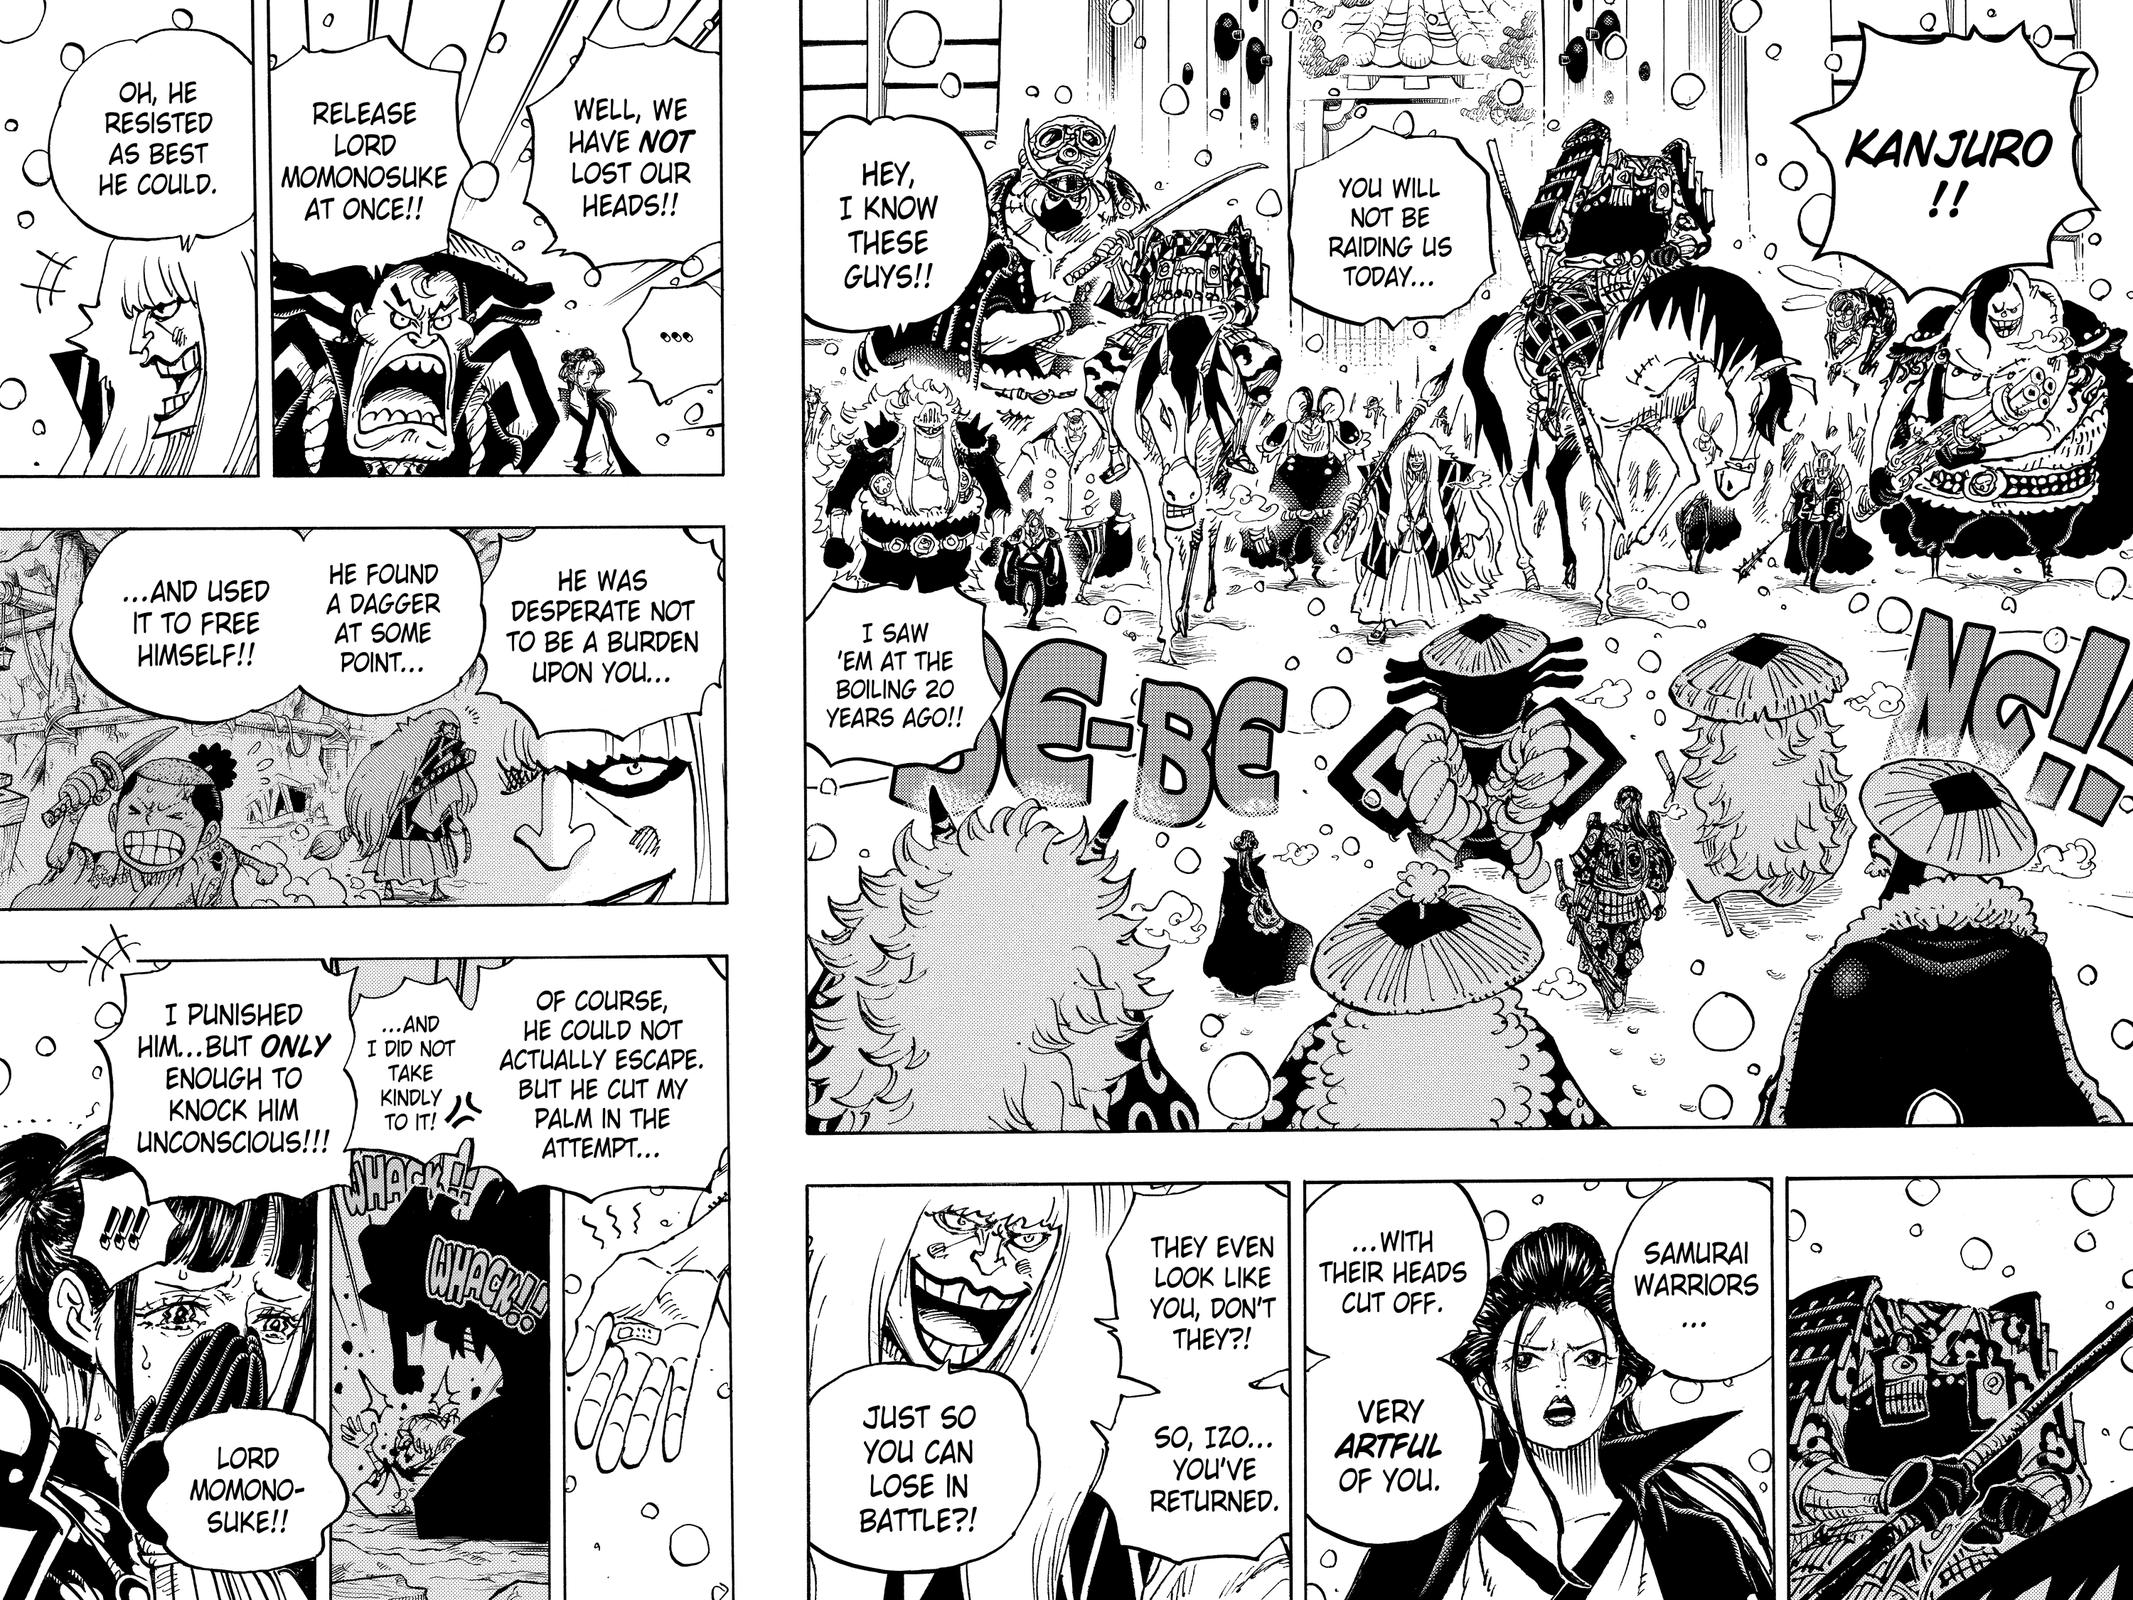 KANJURO
!!
YOU WILL
NOT BE
RAIDING US
TODAY...
HEY,
I KNOW
THESE
GUYS!!
I SAW
'EM AT THE
BOILING 20
YEARS AGO!!
BE-BE
NG!!
SAMURAI
WARRIORS
...
...WITH
THEIR HEADS
CUT OFF.
VERY
ARTFUL
OF YOU.
THEY EVEN
LOOK LIKE
YOU, DON'T
THEY?!
SO, IZO...
YOU'VE
RETURNED.
JUST SO
YOU CAN
LOSE IN
BATTLE?!
WELL, WE
HAVE NOT
LOST OUR
HEADS!!
...
RELEASE
LORD
MOMONOSUKE
AT ONCE!!
OH, HE
RESISTED
AS BEST
HE COULD.
HE WAS
DESPERATE NOT
TO BE A BURDEN
UPON YOU...
HE FOUND
A DAGGER
AT SOME
POINT...
...AND USED
IT TO FREE
HIMSELF!!
OF COURSE,
HE COULD NOT
ACTUALLY ESCAPE.
BUT HE CUT MY
PALM IN THE
ATTEMPT...
...AND
I DID NOT
TAKE
KINDLY
TO IT!
WHACK!!
WHACK!!
I PUNISHED
HIM...BUT ONLY
ENOUGH TO
KNOCK HIM
UNCONSCIOUS!!!
!!!
LORD
MOMONO-
SUKE!!